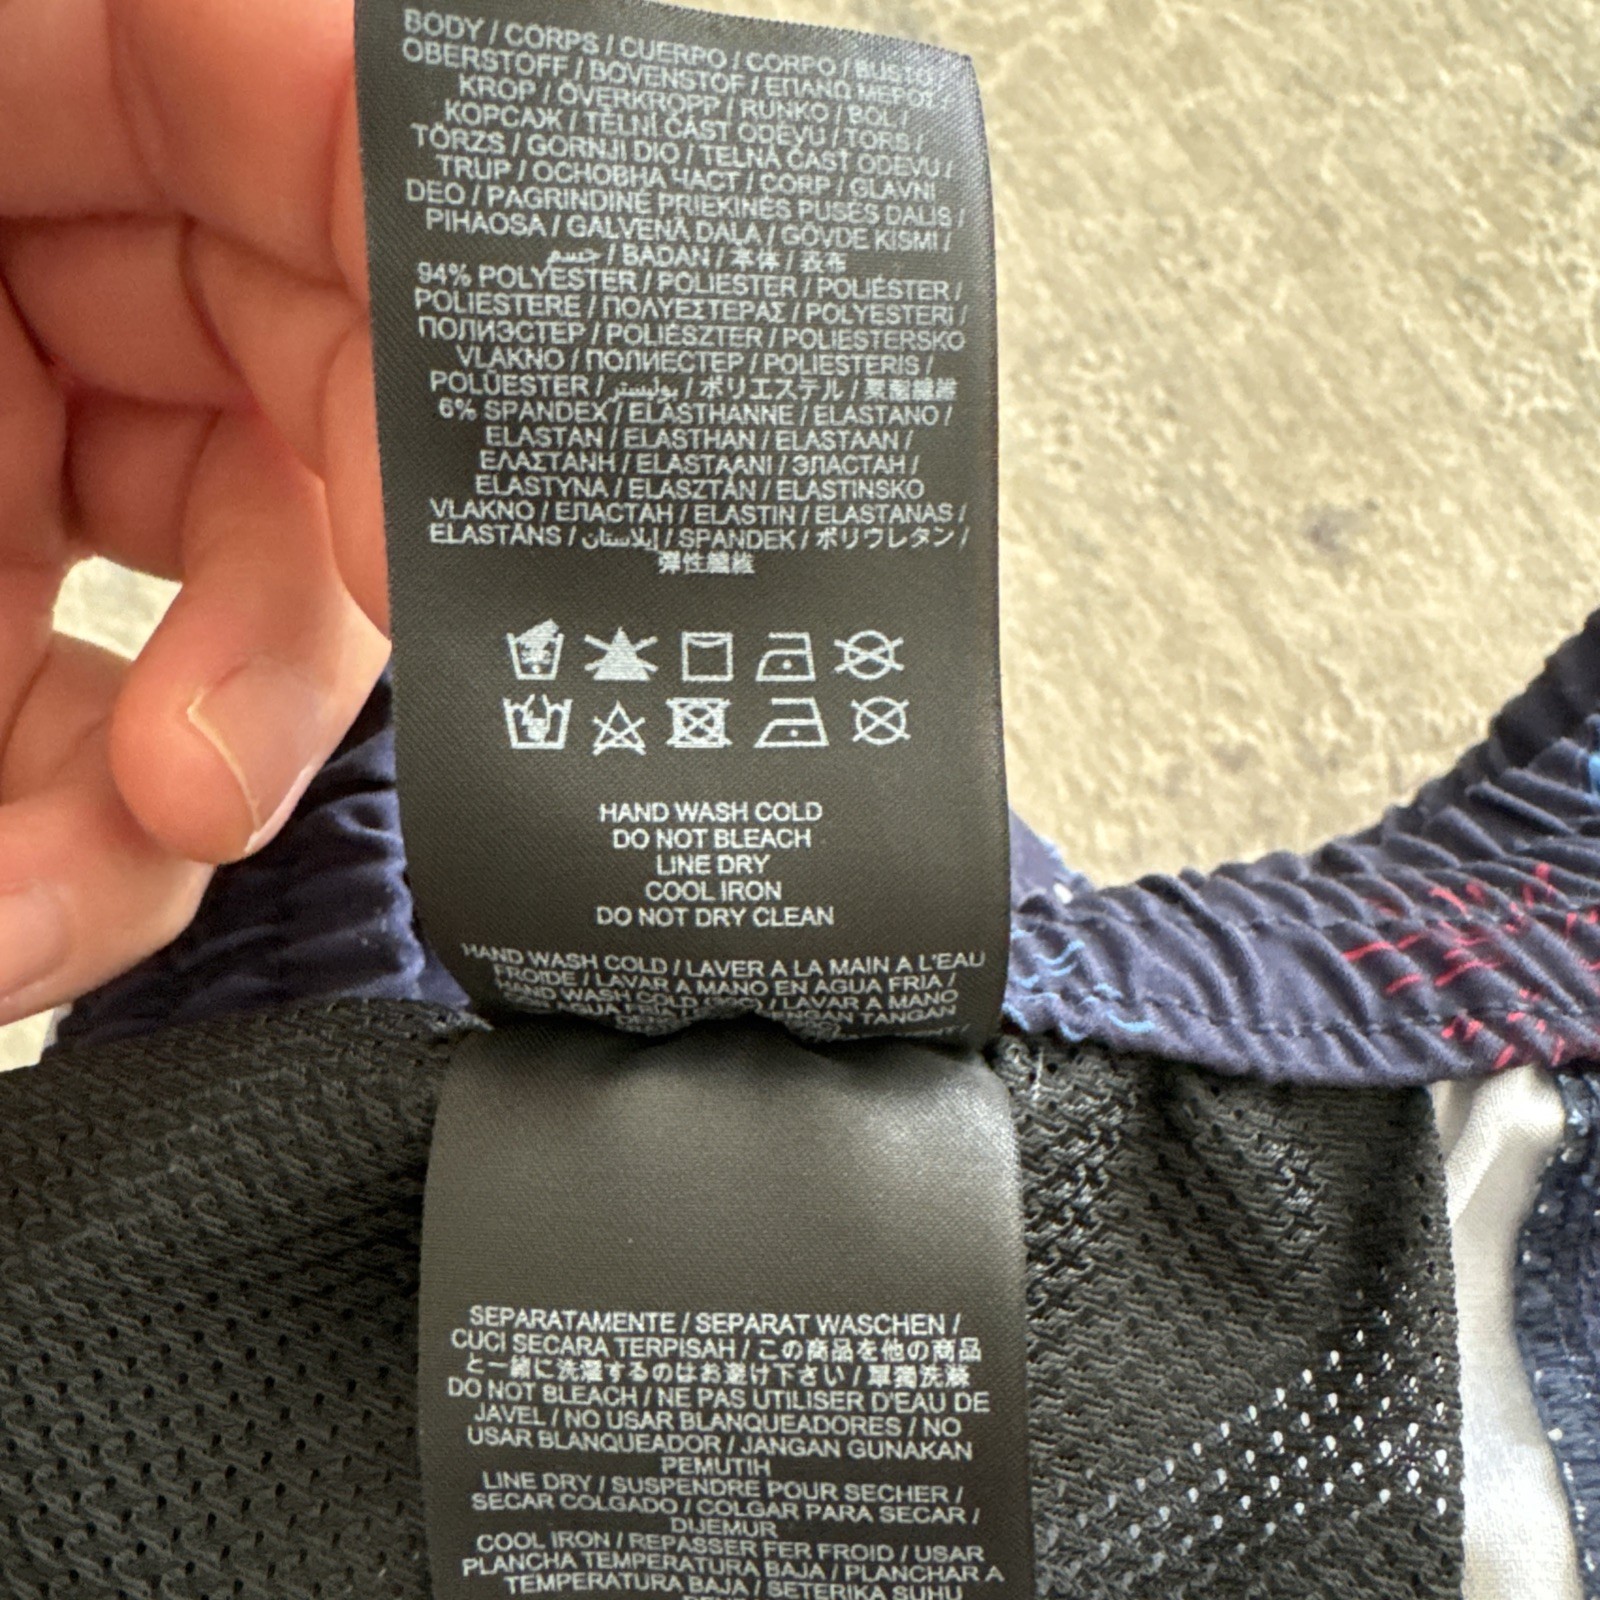 BODY / CORPS / CUERPO / CORPO / BUSTO
OBERSTOFF / BOVENSTOF / ΕΠΑΝΩ ΜΕΡΟΣ /
KROP / ÖVERKROPP / RUNKO / BOL /
КОРСАЖ / TĚLNÍ ČÁST ODĚVU / TORS /
TÖRZS / GORNJI DIO / TELNÁ ČASŤ ODEVU /
TRUP / ОСНОВНА ЧАСТ / CORP / GLAVNI
DEO / PAGRINDINĖ PRIEKINĖS PUSĖS DALIS /
PIHAOSA / GALVENĀ DAĻA / GÖVDE KISMI /
جسم / BADAN / 本体 / 表布
94% POLYESTER / POLIESTER / POLIÉSTER /
POLIESTERE / ΠΟΛΥΕΣΤΕΡΑΣ / POLYESTERI /
ПОЛИЭСТЕР / POLIÉSZTER / POLIESTERSKO
VLAKNO / ПОЛИЕСТЕР / POLIESTERIS /
POLÜESTER / بوليستر / ポリエステル / 聚酯纖維
6% SPANDEX / ELASTHANNE / ELASTANO /
ELASTAN / ELASTHAN / ELASTAAN /
ΕΛΑΣΤΑΝΗ / ELASTAANI / ЭЛАСТАН /
ELASTYNA / ELASZTÁN / ELASTINSKO
VLAKNO / ЕЛАСТАН / ELASTIN / ELASTANAS /
ELASTĀNS / إيلاستان / SPANDEK / ポリウレタン /
彈性纖維
HAND WASH COLD
DO NOT BLEACH
LINE DRY
COOL IRON
DO NOT DRY CLEAN
HAND WASH COLD / LAVER A LA MAIN A L'EAU
FROIDE / LAVAR A MANO EN AGUA FRIA /
HAND WASH COLD (30C) / LAVAR A MANO
AGUA FRIA TANGAN
SEPARATAMENTE / SEPARAT WASCHEN /
CUCI SECARA TERPISAH / この商品を他の商品
と一緒に洗濯するのはお避け下さい / 單獨洗滌
DO NOT BLEACH / NE PAS UTILISER D'EAU DE
JAVEL / NO USAR BLANQUEADORES / NO
USAR BLANQUEADOR / JANGAN GUNAKAN
PEMUTIH
LINE DRY / SUSPENDRE POUR SECHER /
SECAR COLGADO / COLGAR PARA SECAR /
DIJEMUR
COOL IRON / REPASSER FER FROID / USAR
PLANCHA TEMPERATURA BAJA / PLANCHAR A
TEMPERATURA BAJA / SETERIKA SUHU